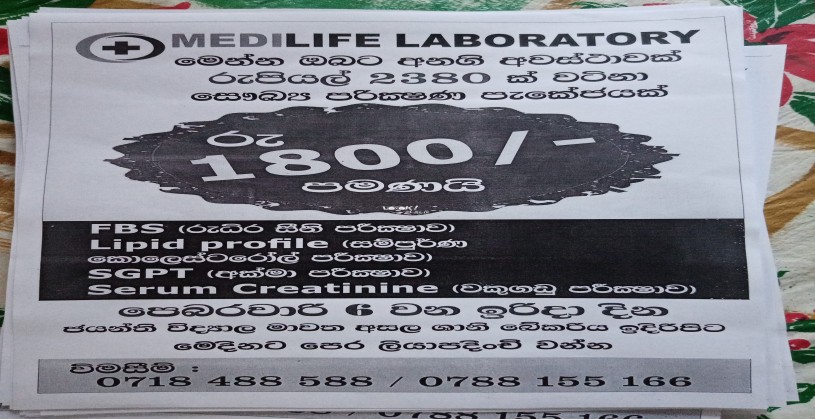 MEDILIFE LABORATORY
මෙන්න ඔබට අනගි අවස්ථාවක්
රුපියල් 2380 ක් වටිනා
සෞඛ්‍ය පරික්ෂණ පැකේජයක්
රු
1800/-
පමණයි
FBS (රුධිර සීනි පරික්ෂාව)
Lipid profile (සම්පූර්ණ
කොලෙස්ටරෝල් පරික්ෂාව)
SGPT (අක්මා පරික්ෂාව)
Serum Creatinine (වකුගඩු පරික්ෂාව)
පෙබරවාරි 6 වන ඉරිදා දින
ජයන්ති විද්‍යාල මාවත අසල ශානි බේකරිය ඉදිරිපිට
මෙදිනට පෙර ලියාපදිංචි වන්න
විමසීම් :
0718 488 588 / 0788 155 166